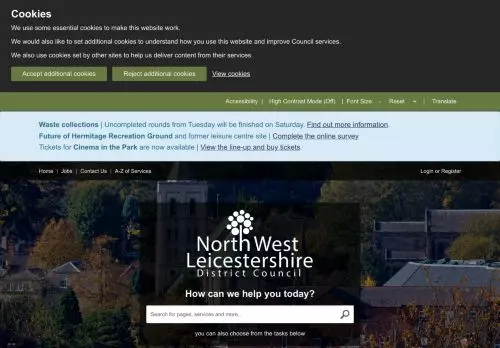 Cookies
We use some essential cookies to make this website work.
We would also like to set additional cookies to understand how you use this website and improve Council services.
We also use cookies set by other sites to help us deliver content from their services.
Accept additional cookies Reject additional cookies View cookies
Accessibility | High Contrast Mode (Off) | Font Size - Reset + | Translate
Waste collections | Uncompleted rounds from Tuesday will be finished on Saturday. Find out more information.
Future of Hermitage Recreation Ground and former leisure centre site | Complete the online survey
Tickets for Cinema in the Park are now available | View the line-up and buy tickets.
Home | Jobs | Contact Us | A-Z of Services Login or Register
North West
Leicestershire
District Council
How can we help you today?
Search for pages, services and more..
you can also choose from the tasks below